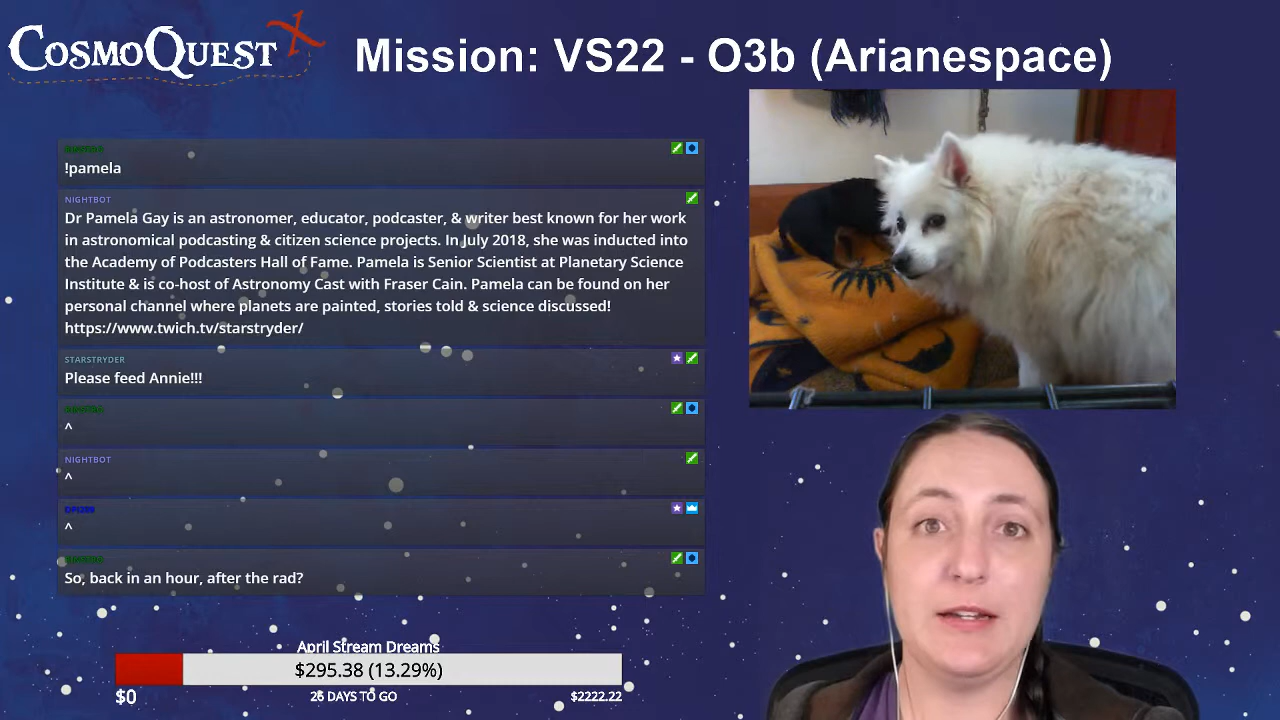 CosmoQuest X
Mission: VS22 - O3b (Arianespace)
!pamela
NIGHTBOT
Dr Pamela Gay is an astronomer, educator, podcaster, & writer best known for her work
in astronomical podcasting & citizen science projects. In July 2018, she was inducted into
the Academy of Podcasters Hall of Fame. Pamela is Senior Scientist at Planetary Science
Institute & is co-host of Astronomy Cast with Fraser Cain. Pamela can be found on her
personal channel where planets are painted, stories told & science discussed!
https://www.twich.tv/starstryder/
STARSTRYDER
Please feed Annie!!!
^
NIGHTBOT
^
^
So, back in an hour, after the rad?
April Stream Dreams
$295.38 (13.29%)
$0 26 DAYS TO GO $2222.22